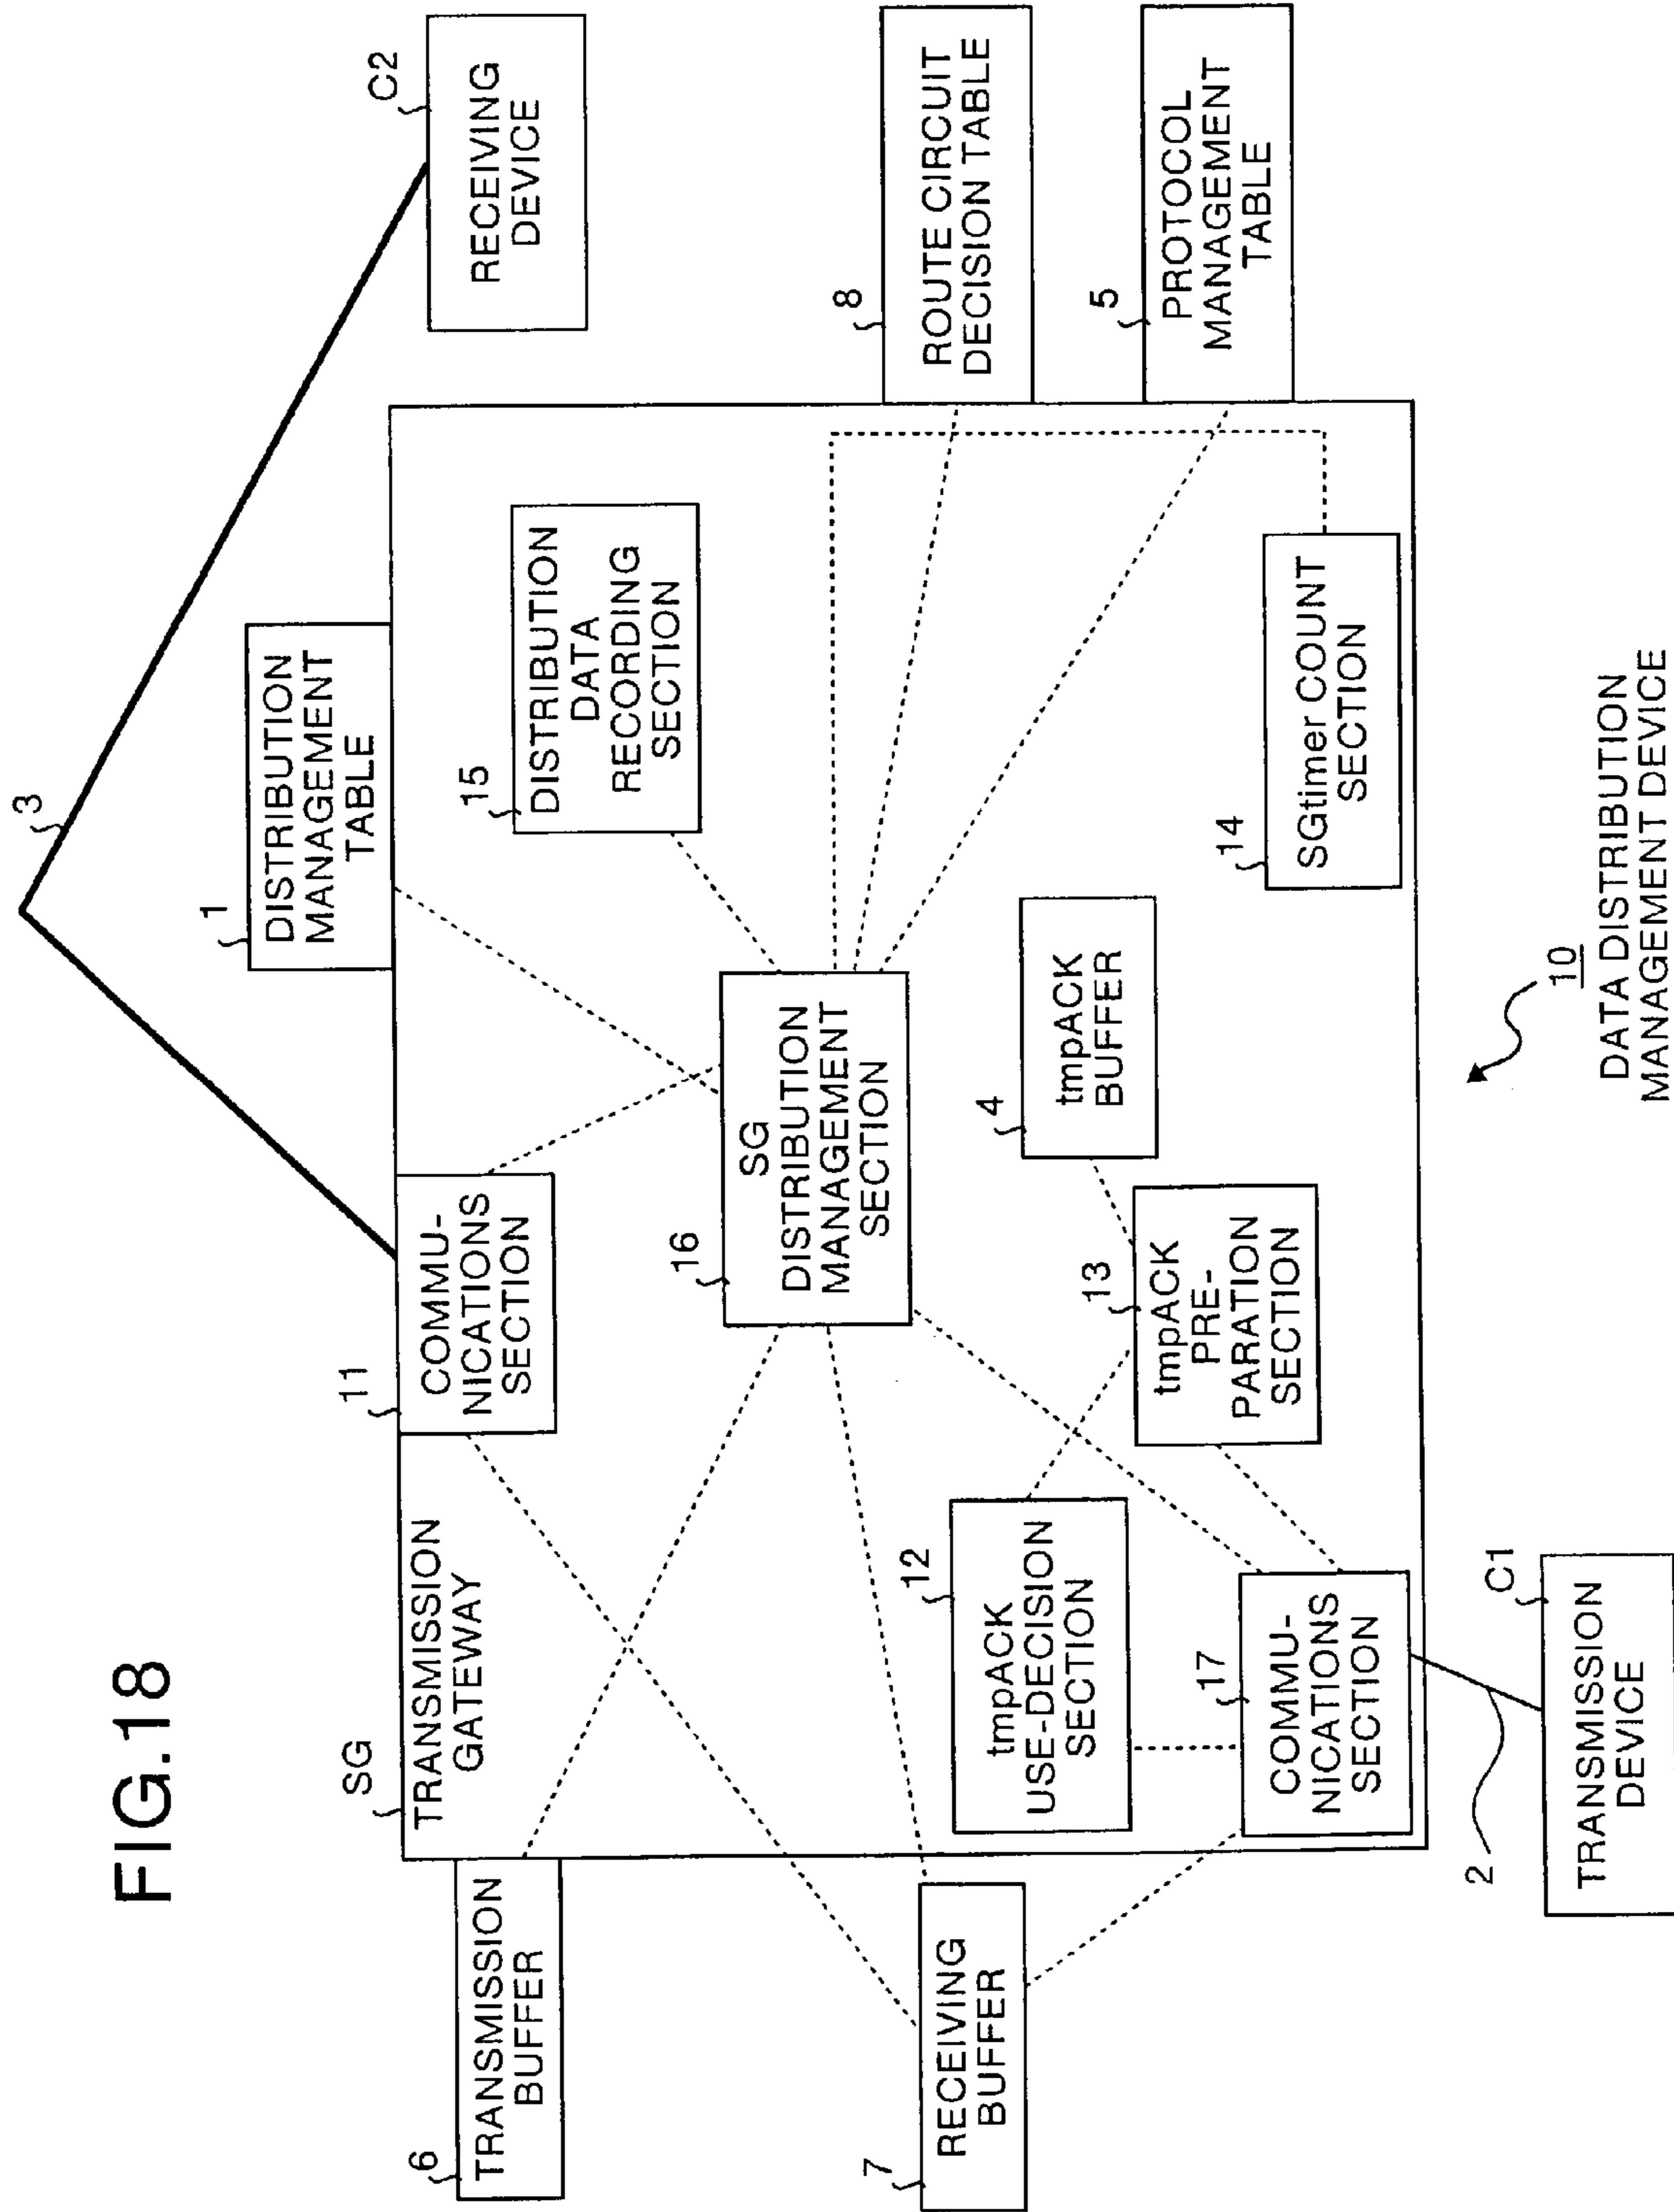 FIG.18
3
C2
RECEIVING
DEVICE
1
DISTRIBUTION
MANAGEMENT
TABLE
SG
TRANSMISSION
GATEWAY
11
COMMU-
NICATIONS
SECTION
6
TRANSMISSION
BUFFER
15
DISTRIBUTION
DATA
RECORDING
SECTION
16
SG
DISTRIBUTION
MANAGEMENT
SECTION
8
ROUTE CIRCUIT
DECISION TABLE
7
RECEIVING
BUFFER
12
tmpACK
USE-DECISION
SECTION
13
tmpACK
PRE-
PARATION
SECTION
4
tmpACK
BUFFER
5
PROTOCOL
MANAGEMENT
TABLE
17
COMMU-
NICATIONS
SECTION
14
SGtimer COUNT
SECTION
2
C1
TRANSMISSION
DEVICE
10
DATA DISTRIBUTION
MANAGEMENT DEVICE